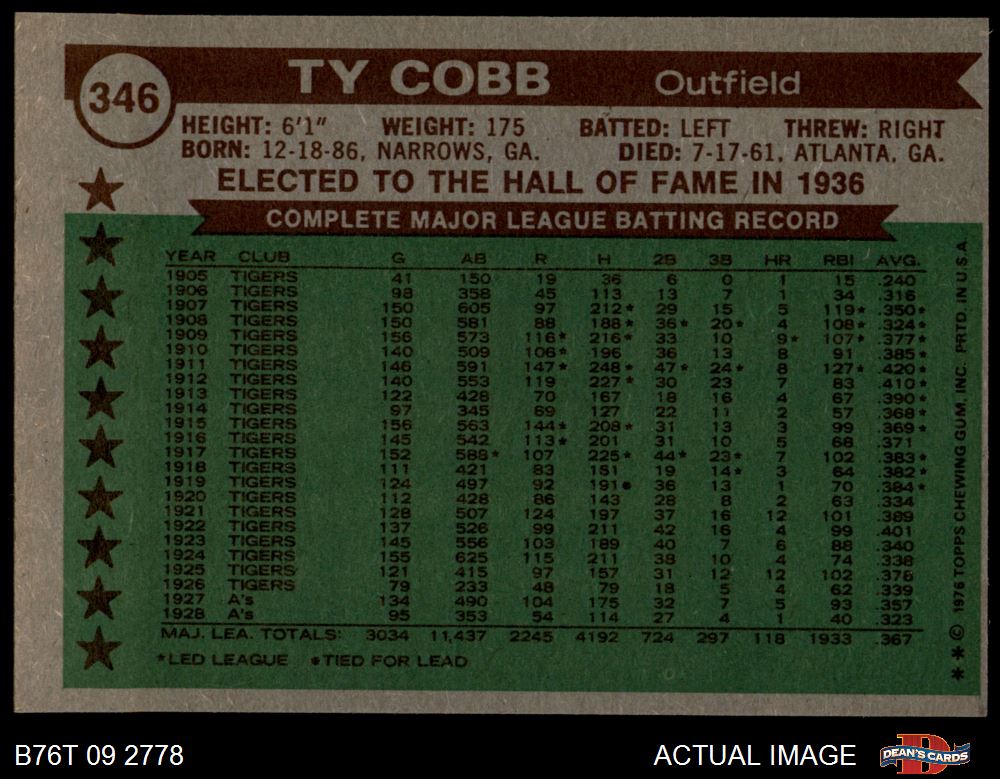 346 TY COBB Outfield
HEIGHT: 6'1" WEIGHT: 175 BATTED: LEFT THREW: RIGHT
BORN: 12-18-86, NARROWS, GA. DIED: 7-17-61, ATLANTA, GA.
ELECTED TO THE HALL OF FAME IN 1936
COMPLETE MAJOR LEAGUE BATTING RECORD
YEAR CLUB G AB R H 2B 3B HR RBI AVG.
1905 TIGERS 41 150 19 36 6 0 1 15 .240
1906 TIGERS 98 358 45 113 13 7 1 34 .316
1907 TIGERS 150 605 97 212* 29 15 5 119* .350*
1908 TIGERS 150 581 88 188* 36* 20* 4 108* .324*
1909 TIGERS 156 573 116* 216* 33 10 9* 107* .377*
1910 TIGERS 140 509 106* 196 36 13 8 91 .385*
1911 TIGERS 146 591 147* 248* 47* 24* 8 127* .420*
1912 TIGERS 140 553 119 227* 30 23 7 83 .410*
1913 TIGERS 122 428 70 167 18 16 4 67 .390*
1914 TIGERS 97 345 69 127 22 11 2 57 .368*
1915 TIGERS 156 563 144* 208* 31 13 3 99 .369*
1916 TIGERS 145 542 113* 201 31 10 5 68 .371
1917 TIGERS 152 588* 107 225* 44* 23* 7 102 .383*
1918 TIGERS 111 421 83 161 19 14* 3 64 .382*
1919 TIGERS 124 497 92 191• 36 13 1 70 .384*
1920 TIGERS 112 428 86 143 28 8 2 63 .334
1921 TIGERS 128 507 124 197 37 16 12 101 .389
1922 TIGERS 137 526 99 211 42 16 4 99 .401
1923 TIGERS 145 556 103 189 40 7 6 88 .340
1924 TIGERS 155 625 115 211 38 10 4 74 .338
1925 TIGERS 121 415 97 157 31 12 12 102 .378
1926 TIGERS 79 233 48 79 18 5 4 62 .339
1927 A's 134 490 104 175 32 7 5 93 .357
1928 A's 95 353 54 114 27 4 1 40 .323
MAJ. LEA. TOTALS: 3034 11,437 2245 4192 724 297 118 1933 .367
*LED LEAGUE •TIED FOR LEAD
**© 1976 TOPPS CHEWING GUM, INC. PRTD. IN U.S.A.
B76T 09 2778 ACTUAL IMAGE DEAN'S CARDS